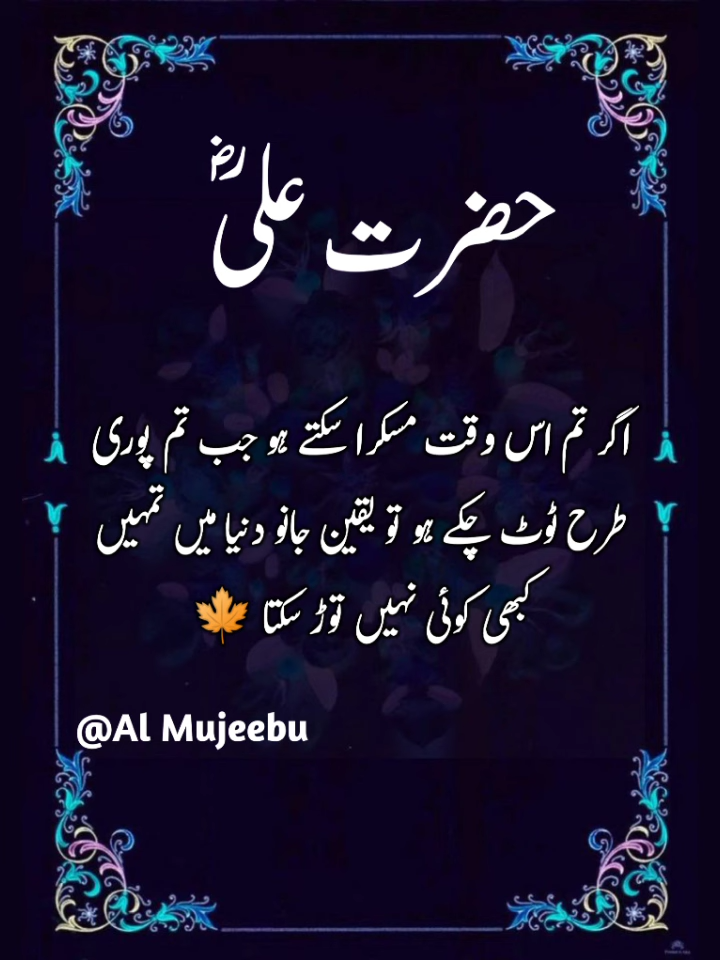 حضرت علیؓ
اگر تم اس وقت مسکرا سکتے ہو جب تم پوری
طرح ٹوٹ چکے ہو تو یقین جانو دنیا میں تمہیں
کبھی کوئی نہیں توڑ سکتا 🍁
@Al Mujeebu